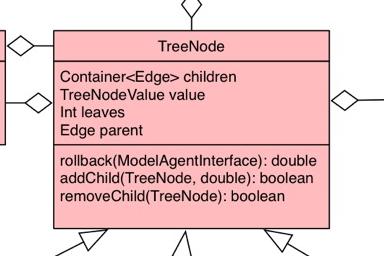 TreeNode
Container<Edge> children
TreeNodeValue value
Int leaves
Edge parent
rollback(ModelAgentInterface): double
addChild(TreeNode, double): boolean
removeChild(TreeNode): boolean